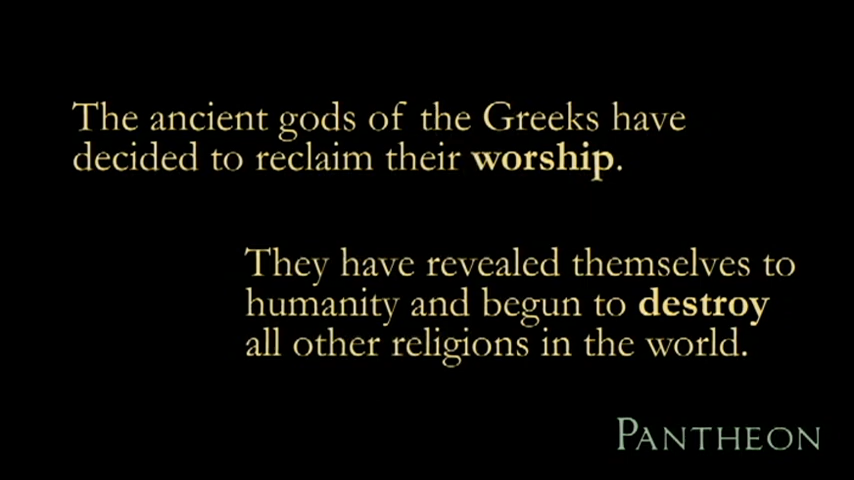 The ancient gods of the Greeks have
decided to reclaim their worship.
They have revealed themselves to
humanity and begun to destroy
all other religions in the world.
PANTHEON